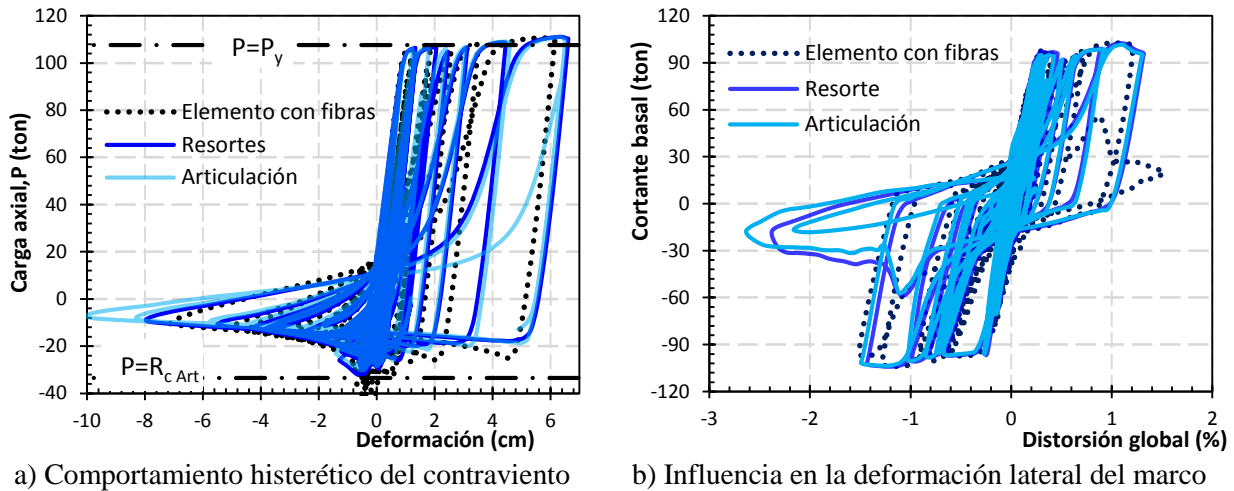 120
100
80
60
40
20
0
-20
-40
-10
-8
-6
-4
-2
0
2
4
6
Carga axial,P (ton)
Deformación (cm)
P=Py
Elemento con fibras
Resortes
Articulación
P=Rc Art
a) Comportamiento histerético del contraviento
120
90
60
30
0
-30
-60
-90
-120
-3
-2
-1
0
1
2
Cortante basal (ton)
Distorsión global (%)
Elemento con fibras
Resorte
Articulación
b) Influencia en la deformación lateral del marco